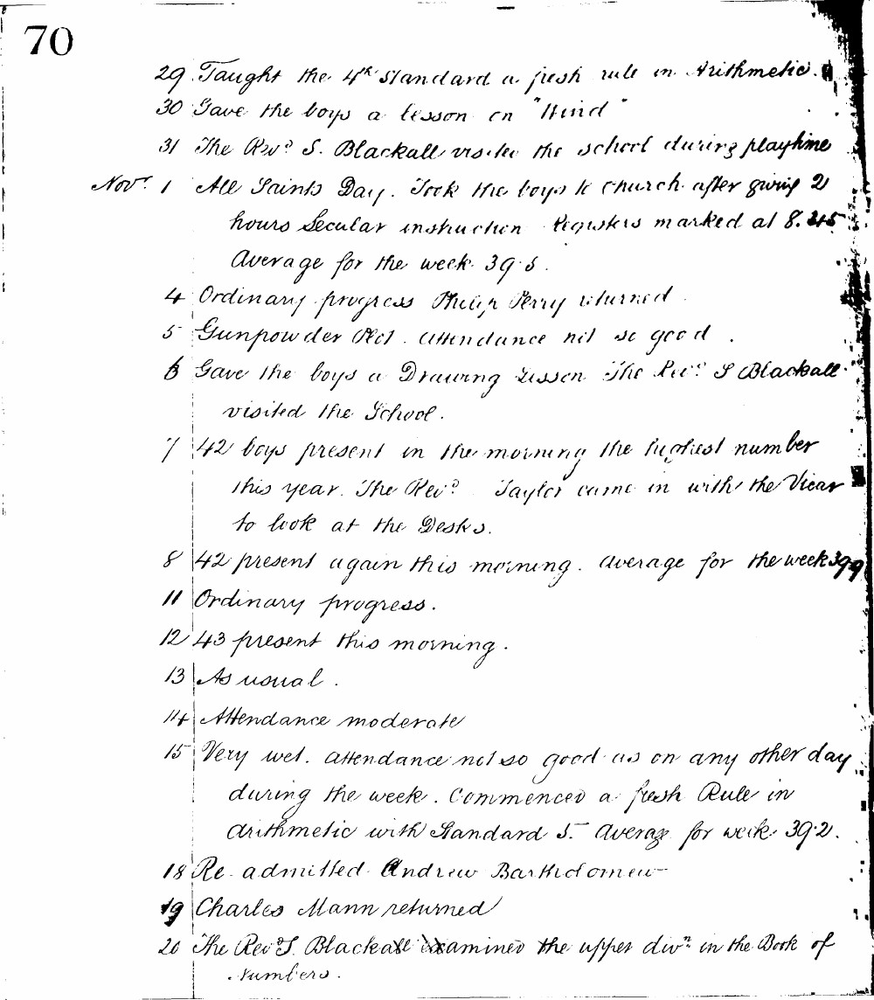 70
29 Taught the 4th Standard a fresh rule in Arithmetic.
30 Gave the boys a lesson on "Wind"
31 The Revd S. Blackall visited the school during playtime
Novr 1 All Saints Day. Took the boys to Church after giving 2
hours Secular instruction Registers marked at 8.45
Average for the week 39.5.
4 Ordinary progress Philip Perry returned.
5 Gunpowder Plot. Attendance not so good.
6 Gave the boys a Drawing Lesson The Revd S Blackall
visited the School.
7 42 boys present in the morning the highest number
this year. The Revd Taylor came in with the Vicar
to look at the Desks.
8 42 present again this morning. Average for the week 39.9
11 Ordinary progress.
12 43 present this morning.
13 As usual.
14 Attendance moderate
15 Very wet. Attendance not so good as on any other day
during the week. Commenced a fresh Rule in
Arithmetic with Standard 5. Average for week 39.2.
18 Re-admitted Andrew Bartholomew
19 Charles Mann returned
20 The Revd S. Blackall examined the upper divn in the Book of
Numbers.